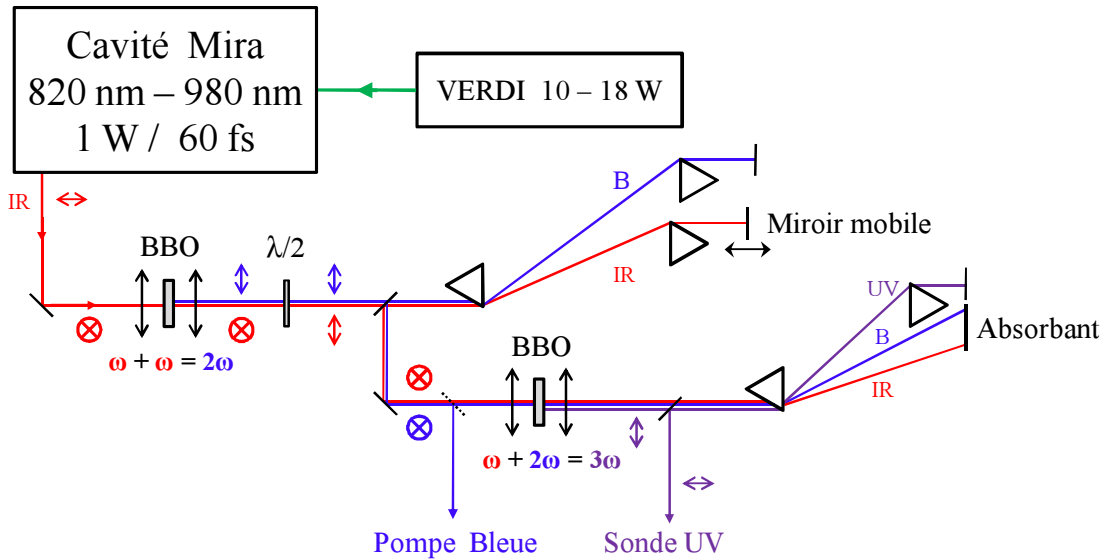 Cavité Mira
820 nm – 980 nm
1 W / 60 fs
VERDI 10 – 18 W
IR
B
IR
Miroir mobile
BBO
λ/2
ω + ω = 2ω
UV
B
IR
Absorbant
BBO
ω + 2ω = 3ω
Pompe Bleue
Sonde UV